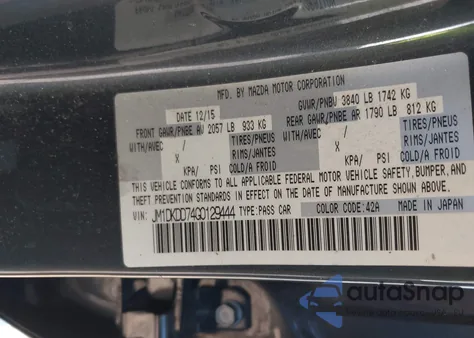 MFD. BY MAZDA MOTOR CORPORATION
DATE 12/15 GVWR/PNBV 3840 LB 1742 KG
FRONT GAWR/PNBE AV 2057 LB 933 KG REAR GAWR/PNBE AR 1790 LB 812 KG
W/AVEC / TIRES/PNEUS W/AVEC / TIRES/PNEUS
X RIMS/JANTES X RIMS/JANTES
KPA/ PSI COLD/A FROID KPA/ PSI COLD/A FROID
THIS VEHICLE CONFORMS TO ALL APPLICABLE FEDERAL MOTOR VEHICLE SAFETY, BUMPER, AND
THEFT PREVENTION STANDARDS IN EFFECT ON THE DATE OF MANUFACTURE SHOWN ABOVE.
VIN: JM1DKDD74G0129444 TYPE:PASS CAR COLOR CODE:42A MADE IN JAPAN
autoSnap